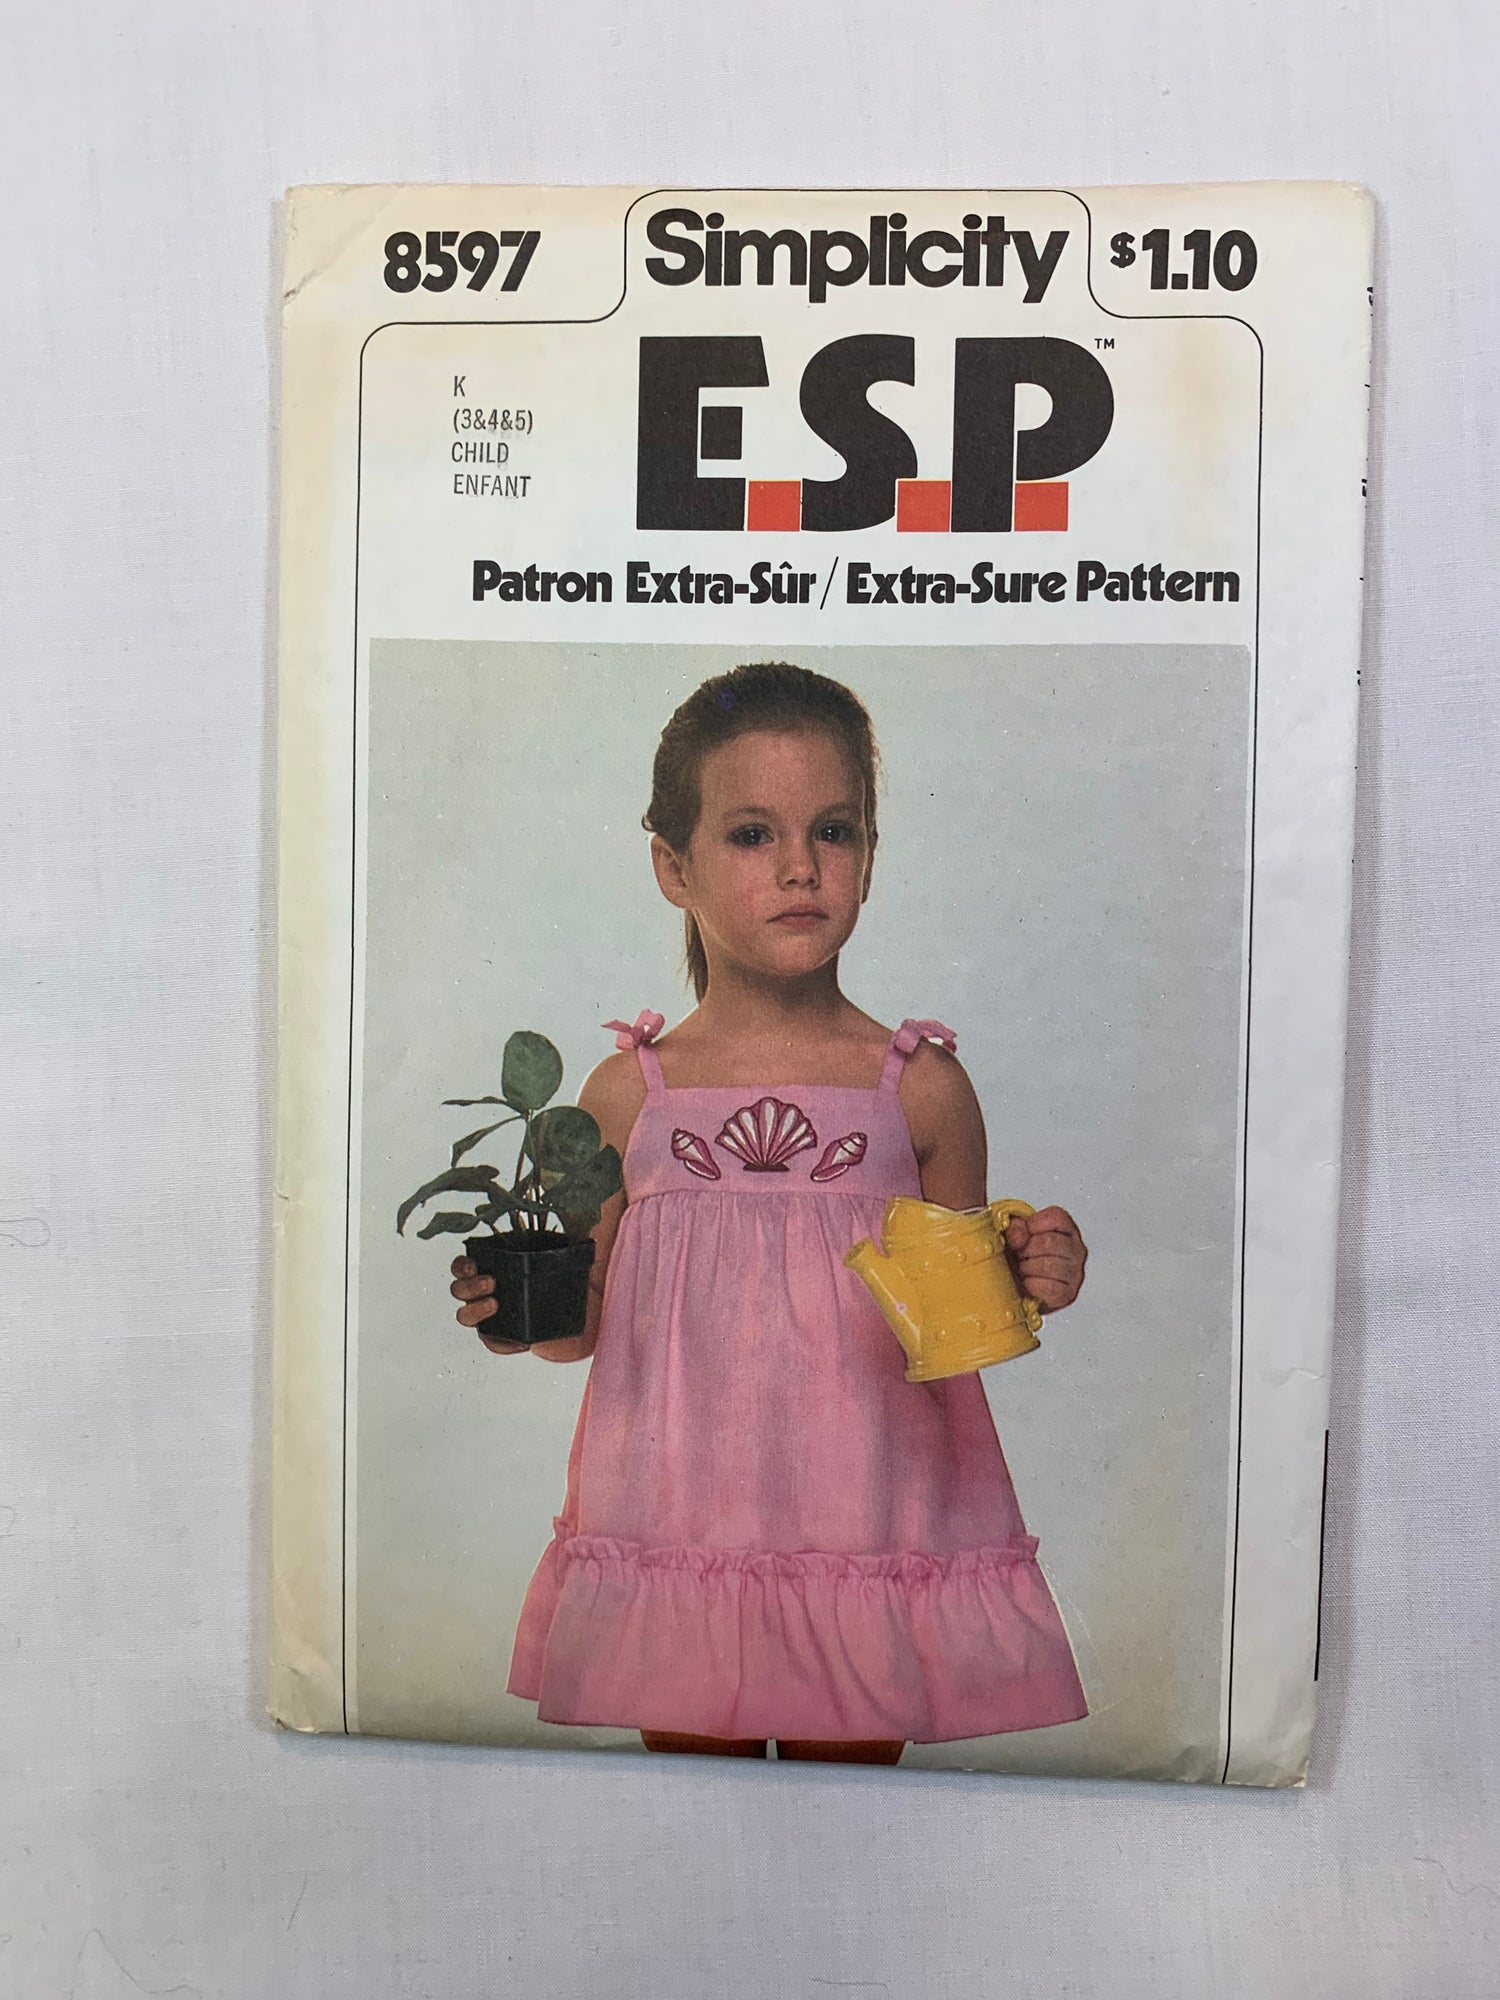 8597 Simplicity $1.10
E.S.P.™
K
(3&4&5)
CHILD
ENFANT
Patron Extra-Sûr / Extra-Sure Pattern